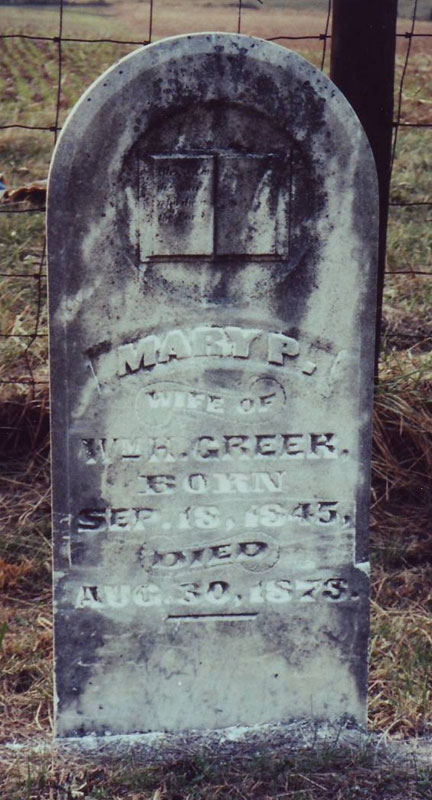 MARY P.
WIFE OF
WM H. GREER.
BORN
SEP. 18, 1845,
DIED
AUG. 30, 1873.